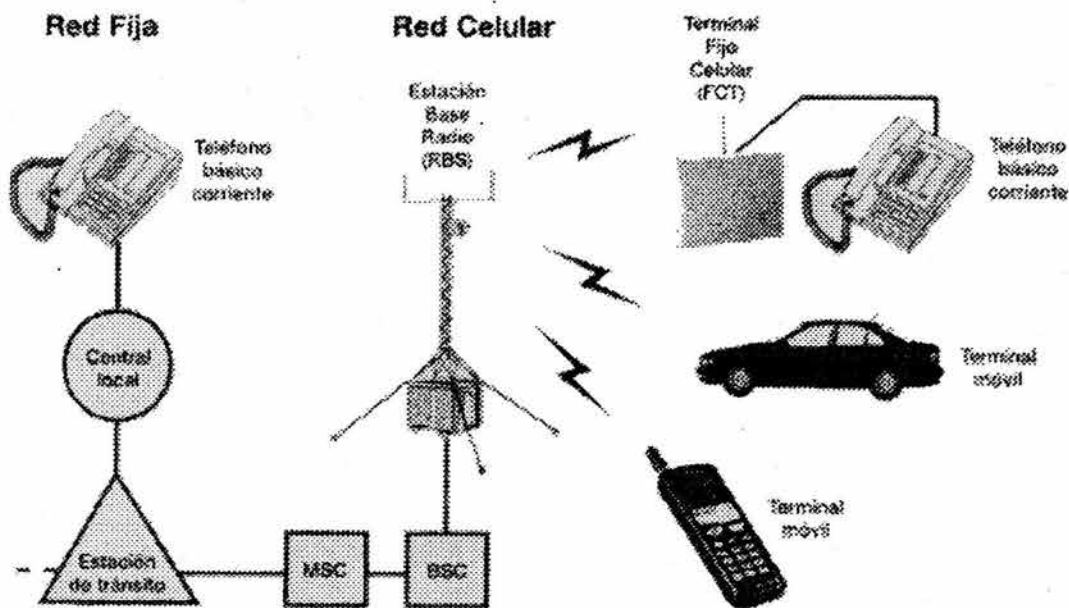 Red Fija
Red Celular
Terminal
Fijo
Celular
(FCT)
Estación
Base
Radio
(RBS)
Teléfono
básico
corriente
Teléfono
básico
corriente
Central
local
Terminal
móvil
Terminal
móvil
Estación
de tránsito
MSC
BSC